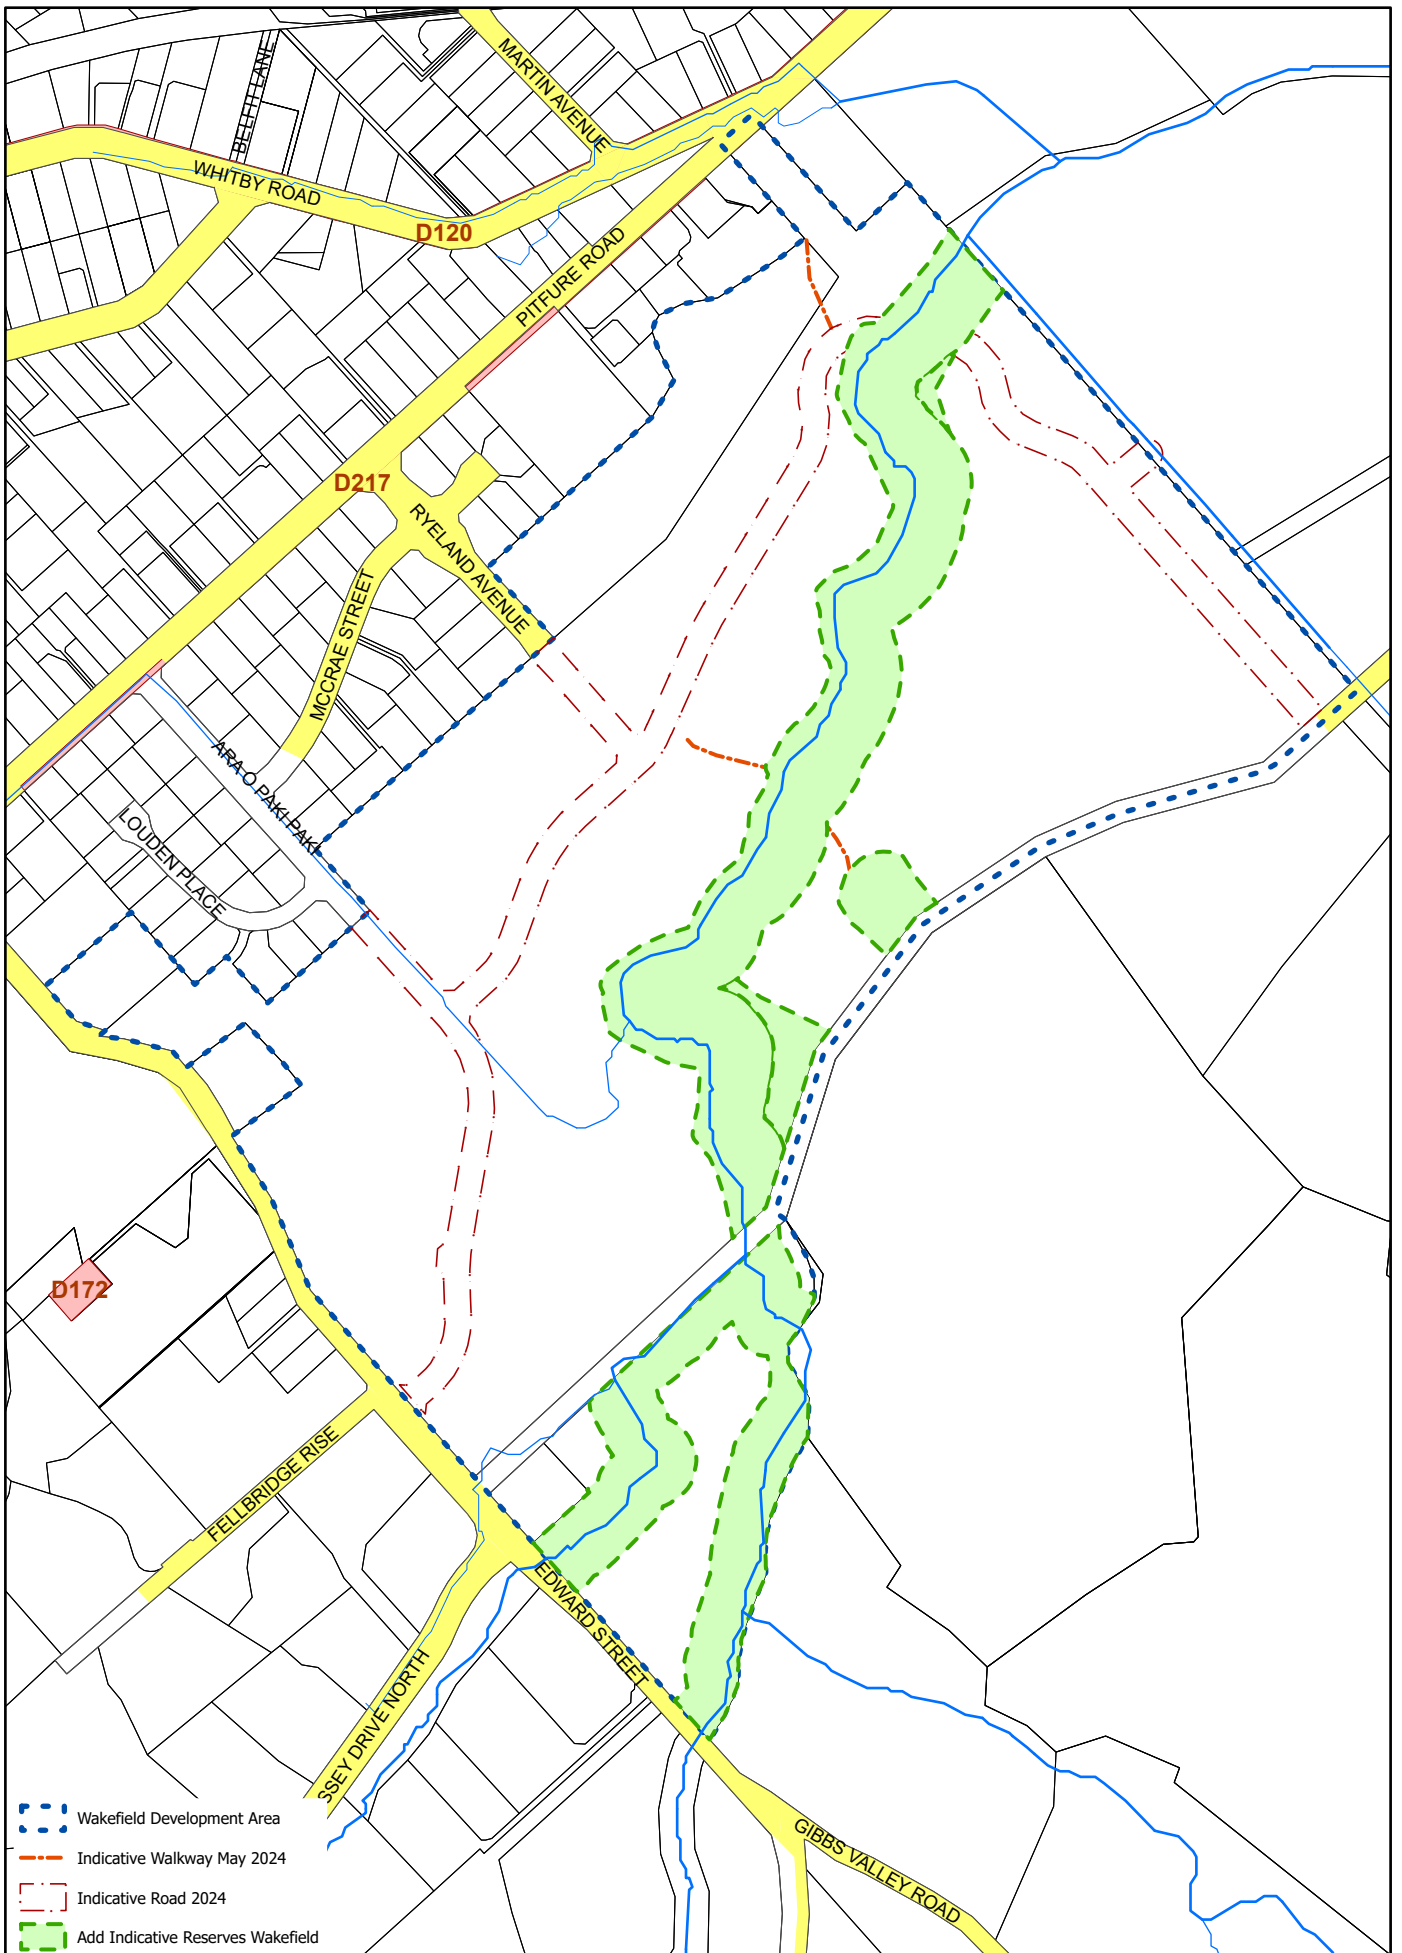 MARTIN AVENUE
BELFIT LANE
WHITBY ROAD
D120
PITFURE ROAD
D217
RYELAND AVENUE
MCCRAE STREET
ARA O PAKI PAKI
LOUDEN PLACE
D172
FELLBRIDGE RISE
EDWARD STREET
SSEY DRIVE NORTH
GIBBS VALLEY ROAD
Wakefield Development Area
Indicative Walkway May 2024
Indicative Road 2024
Add Indicative Reserves Wakefield